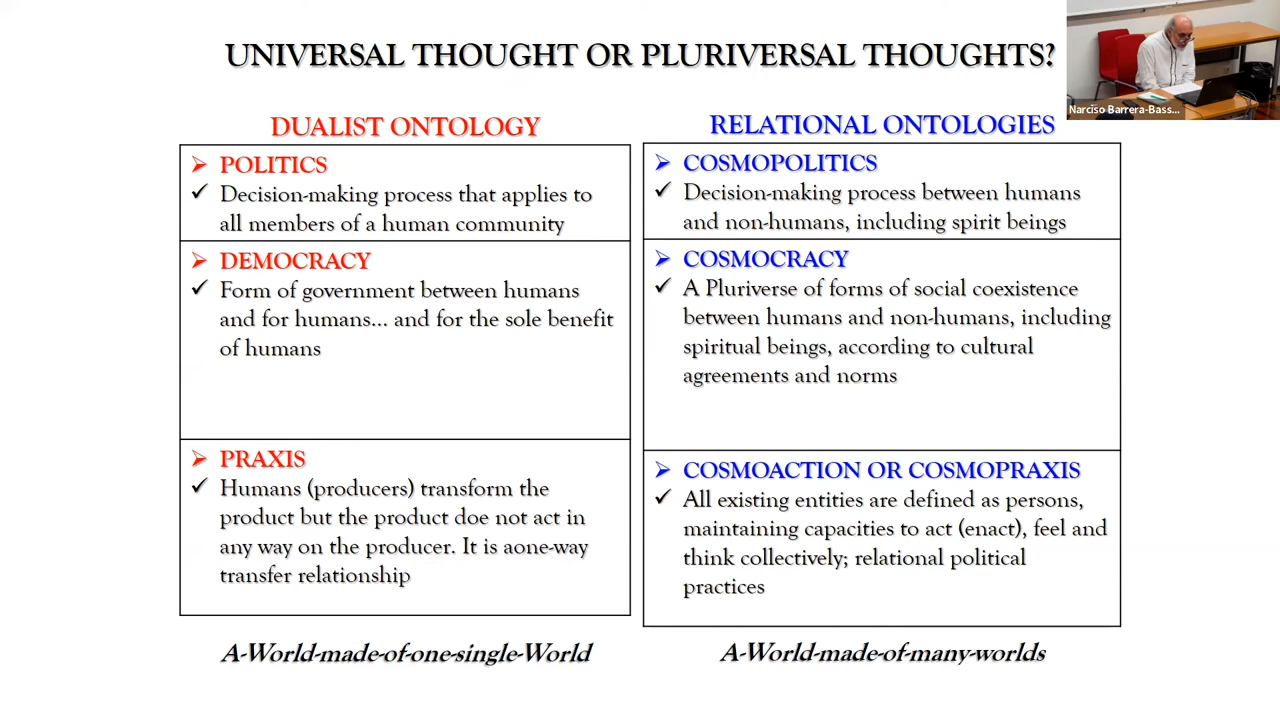 UNIVERSAL THOUGHT OR PLURIVERSAL THOUGHTS?
Narciso Barrera-Bass...
DUALIST ONTOLOGY
POLITICS
Decision-making process that applies to
all members of a human community
DEMOCRACY
Form of government between humans
and for humans... and for the sole benefit
of humans
PRAXIS
Humans (producers) transform the
product but the product doe not act in
any way on the producer. It is aone-way
transfer relationship
A-World-made-of-one-single-World
RELATIONAL ONTOLOGIES
COSMOPOLITICS
Decision-making process between humans
and non-humans, including spirit beings
COSMOCRACY
A Pluriverse of forms of social coexistence
between humans and non-humans, including
spiritual beings, according to cultural
agreements and norms
COSMOACTION OR COSMOPRAXIS
All existing entities are defined as persons,
maintaining capacities to act (enact), feel and
think collectively; relational political
practices
A-World-made-of-many-worlds